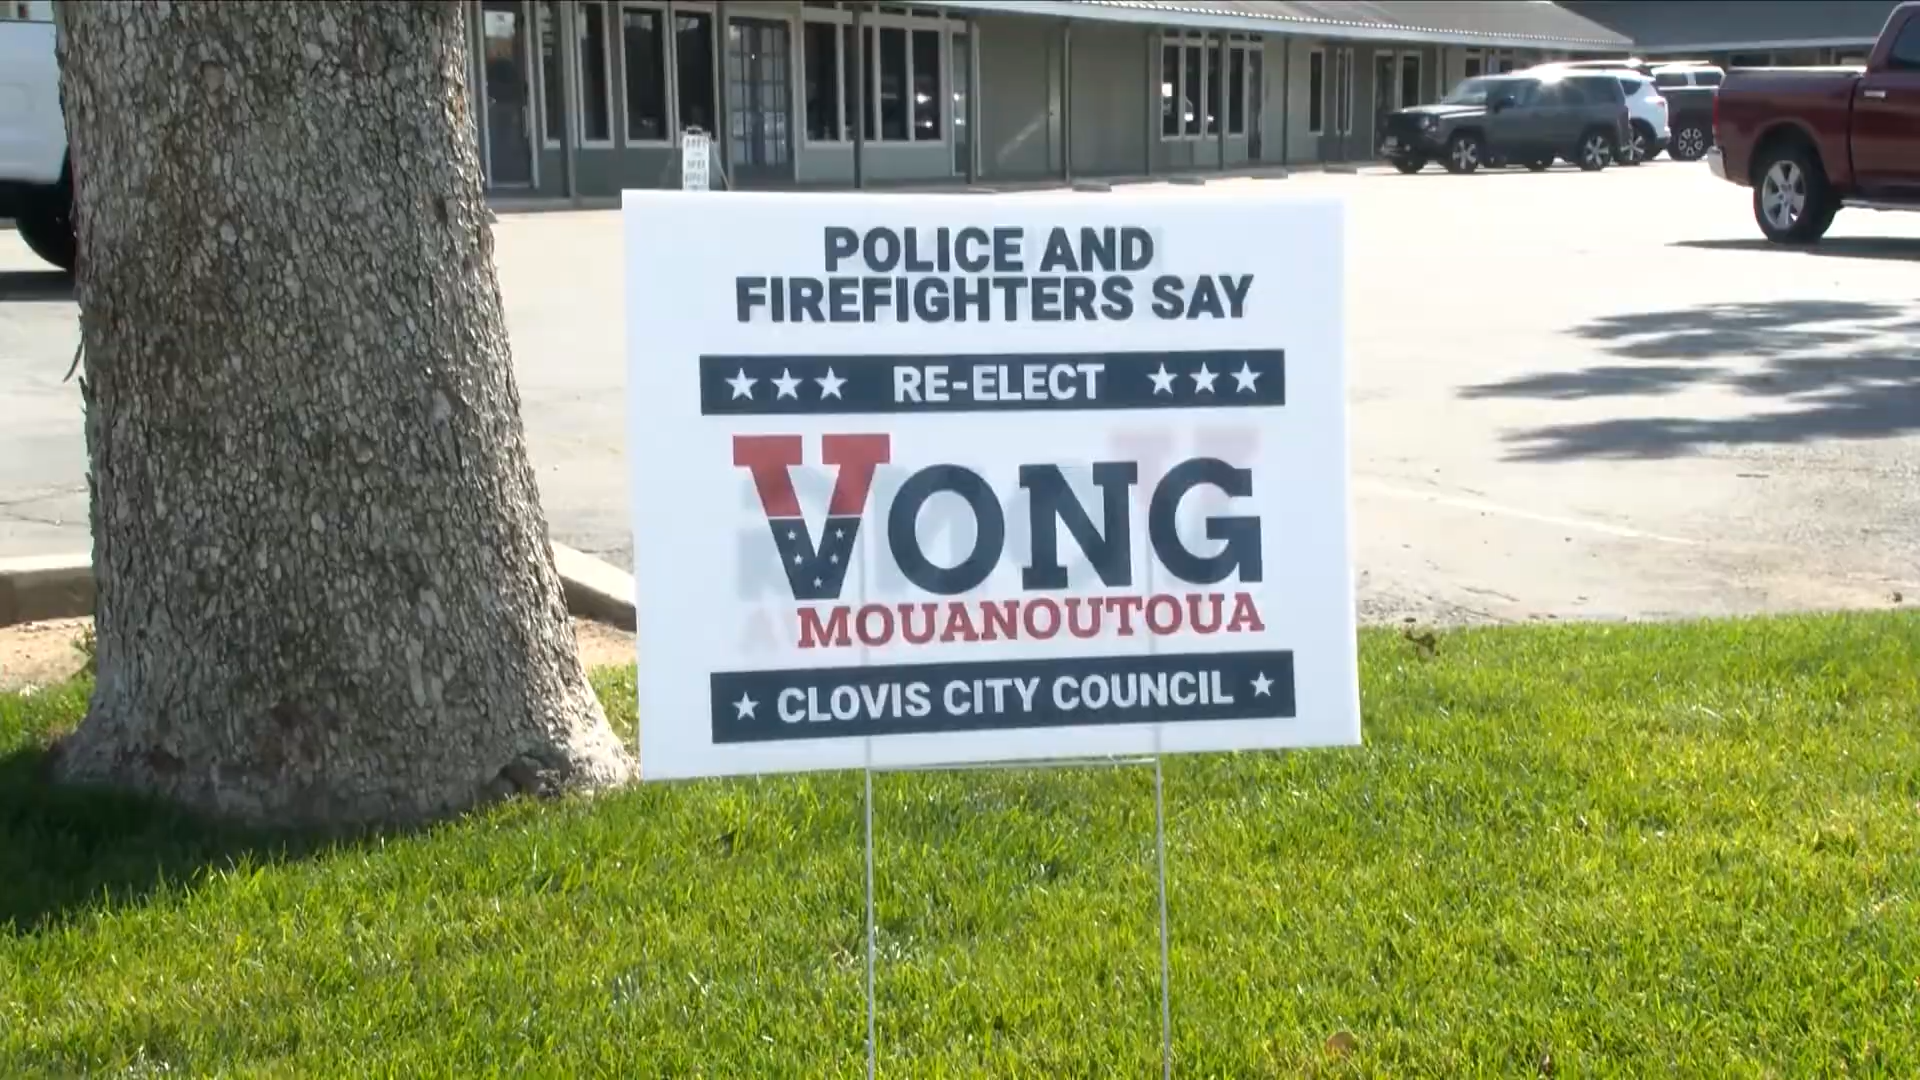 POLICE AND
FIREFIGHTERS SAY
RE-ELECT
VONG
MOUANOUTOUA
CLOVIS CITY COUNCIL